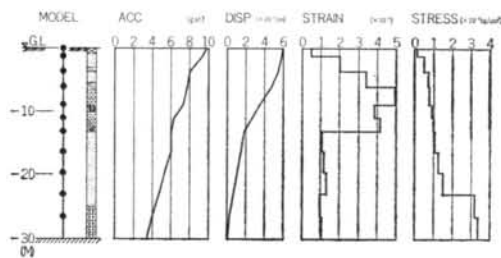 MODEL ACC (gal) DISP STRAIN STRESS
G.L 0 2 4 6 8 10 0 2 4 6 0 1 2 3 4 5 0 1 2 3 4
-10
-20
-30
(M)